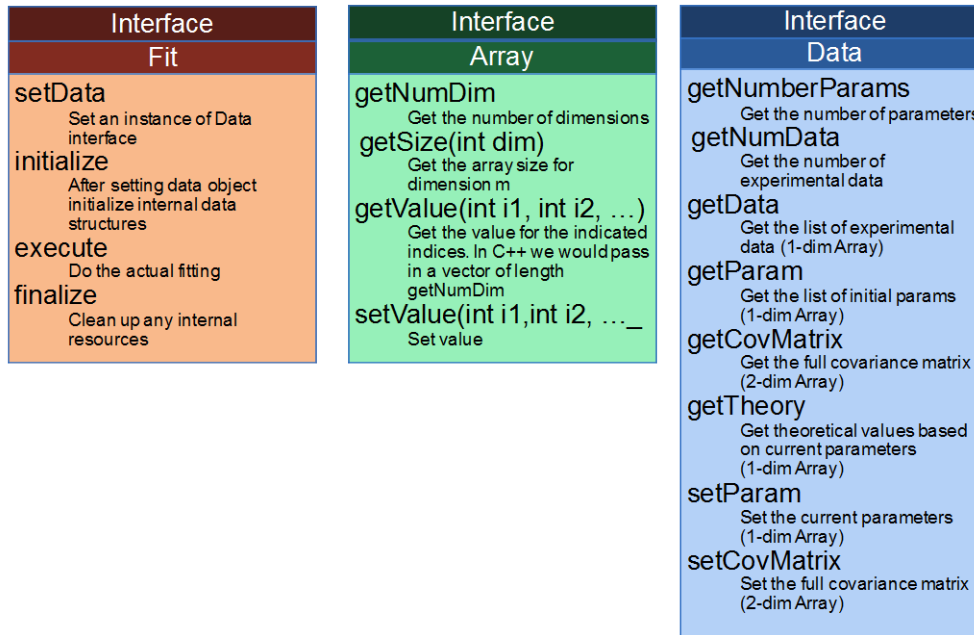 Interface
Fit
setData
Set an instance of Data
interface
initialize
After setting data object
initialize internal data
structures
execute
Do the actual fitting
finalize
Clean up any internal
resources
Interface
Array
getNumDim
Get the number of dimensions
getSize(int dim)
Get the array size for
dimension m
getValue(int i1, int i2, …)
Get the value for the indicated
indices. In C++ we would pass
in a vector of length
getNumDim
setValue(int i1,int i2, …_
Set value
Interface
Data
getNumberParams
Get the number of parameters
getNumData
Get the number of
experimental data
getData
Get the list of experimental
data (1-dim Array)
getParam
Get the list of initial params
(1-dim Array)
getCovMatrix
Get the full covariance matrix
(2-dim Array)
getTheory
Get theoretical values based
on current parameters
(1-dim Array)
setParam
Set the current parameters
(1-dim Array)
setCovMatrix
Set the full covariance matrix
(2-dim Array)